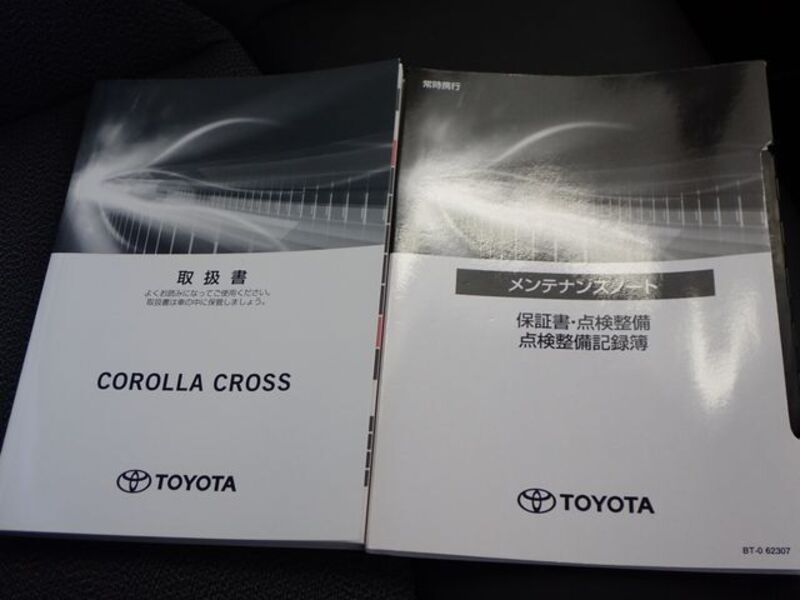 取扱書
よくお読みになってご使用ください。
取扱書は車の中に保管しましょう。
COROLLA CROSS
TOYOTA
常時携行
メンテナンスノート
保証書・点検整備
点検整備記録簿
TOYOTA
BT-0 62307